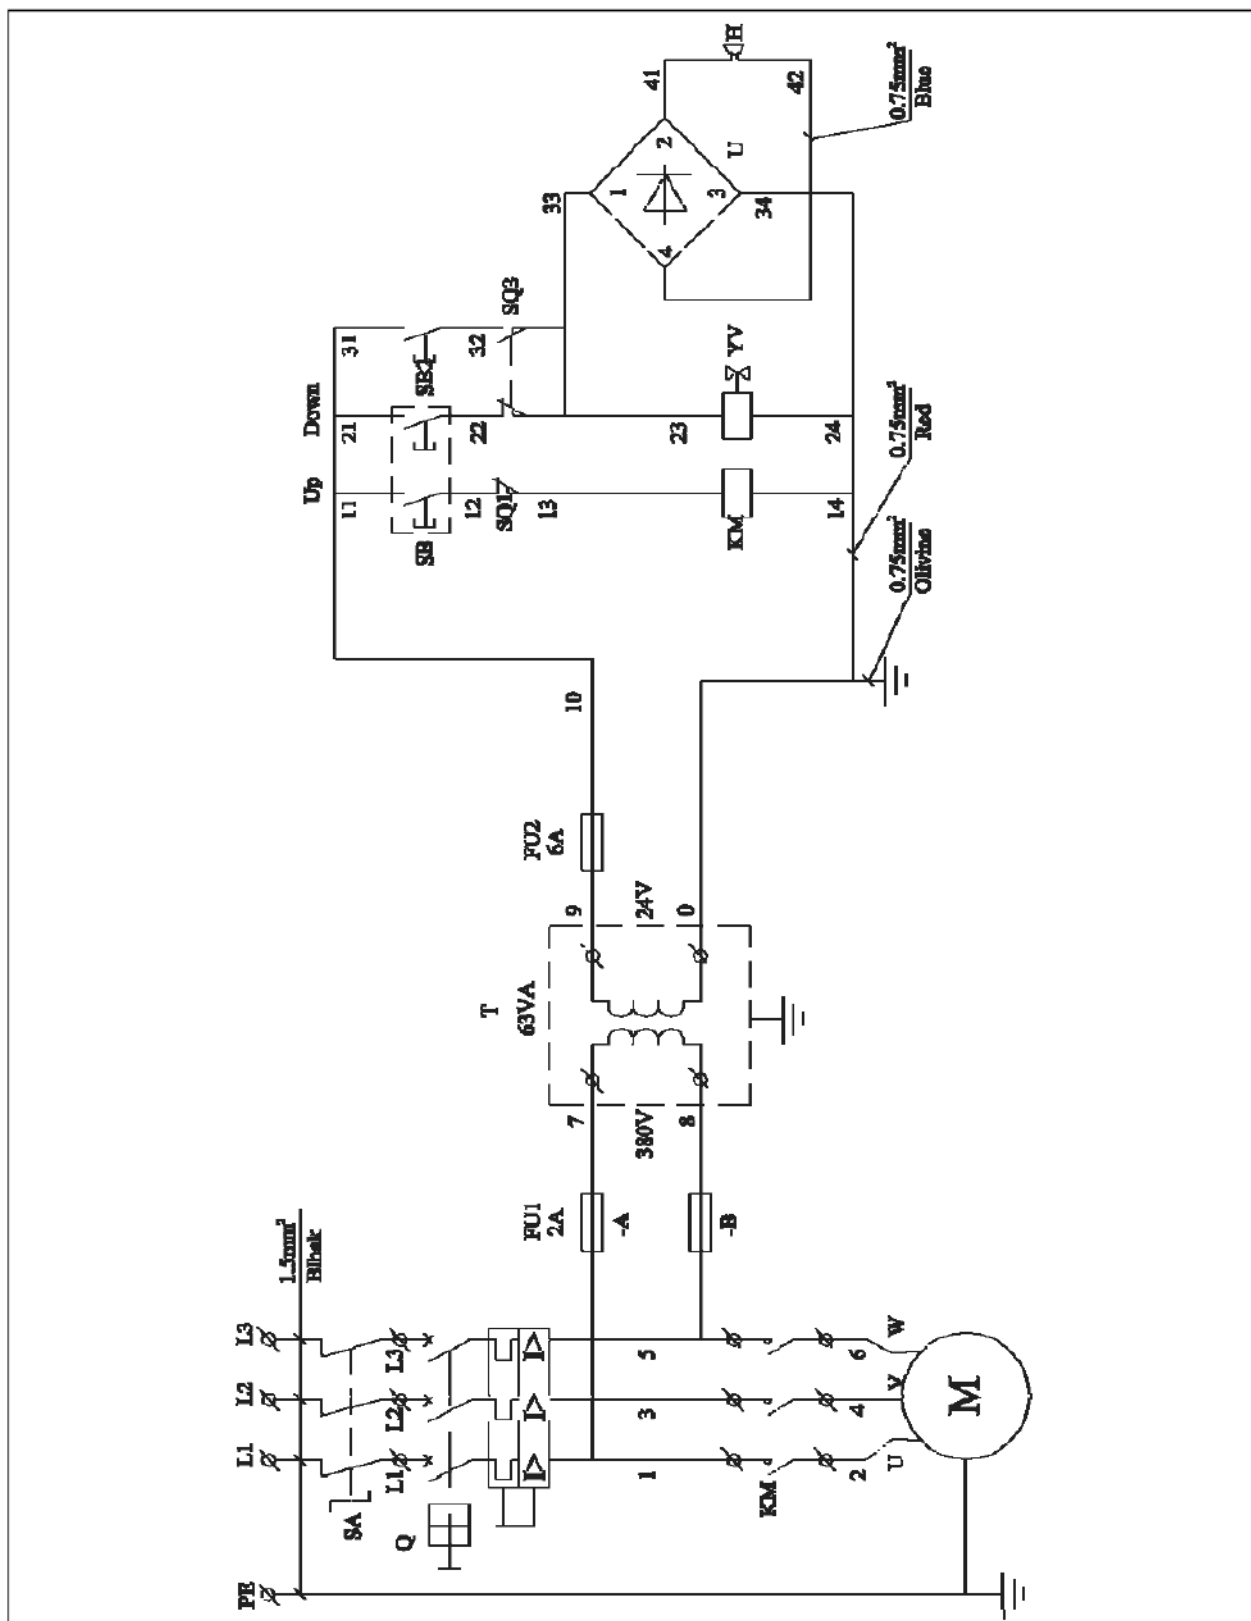 PE
L1
L2
L3
1.5mm²
Blhak
SA
L1
L2
L3
Q
I>
I>
I>
1
3
5
KM
2
4
6
U
V
W
M
FU1
2A
-A
-B
7
380V
8
T
63VA
9
24V
0
FU2
6A
10
Up
Down
11
21
31
SB
SB2
12
22
32
SQ1
SQ3
13
33
KM
23
YV
14
24
1
2
3
4
U
34
41
H
42
0.75mm²
Olivine
0.75mm²
Red
0.75mm²
Blue